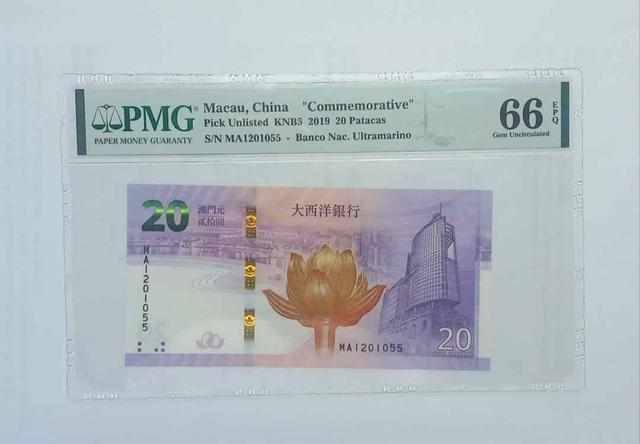 PMG
PAPER MONEY GUARANTY
Macau, China "Commemorative"
Pick Unlisted KNB5 2019 20 Patacas
S/N MA1201055 - Banco Nac. Ultramarino
66 EPQ
Gem Uncirculated
20 澳門元
貳拾圓
大西洋銀行
MA1201055
MA1201055
20